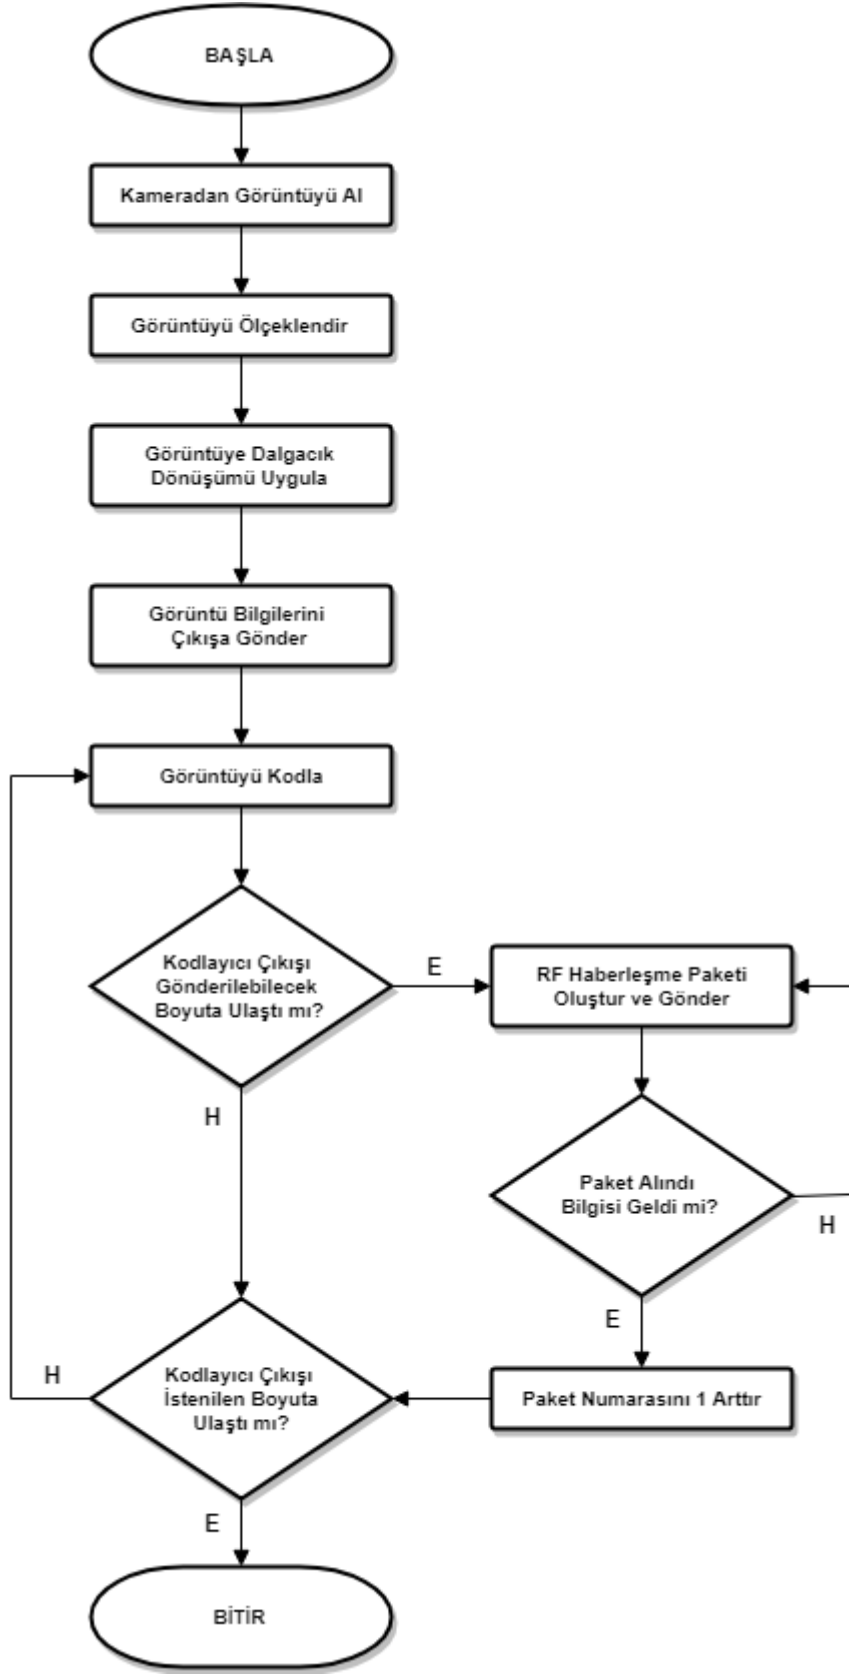 BAŞLA
Kameradan Görüntüyü Al
Görüntüyü Ölçeklendir
Görüntüye Dalgacık
Dönüşümü Uygula
Görüntü Bilgilerini
Çıkışa Gönder
Görüntüyü Kodla
Kodlayıcı Çıkışı
Gönderilebilecek
Boyuta Ulaştı mı?
E
RF Haberleşme Paketi
Oluştur ve Gönder
H
Paket Alındı
Bilgisi Geldi mi?
H
E
Paket Numarasını 1 Arttır
Kodlayıcı Çıkışı
İstenilen Boyuta
Ulaştı mı?
H
E
BİTİR